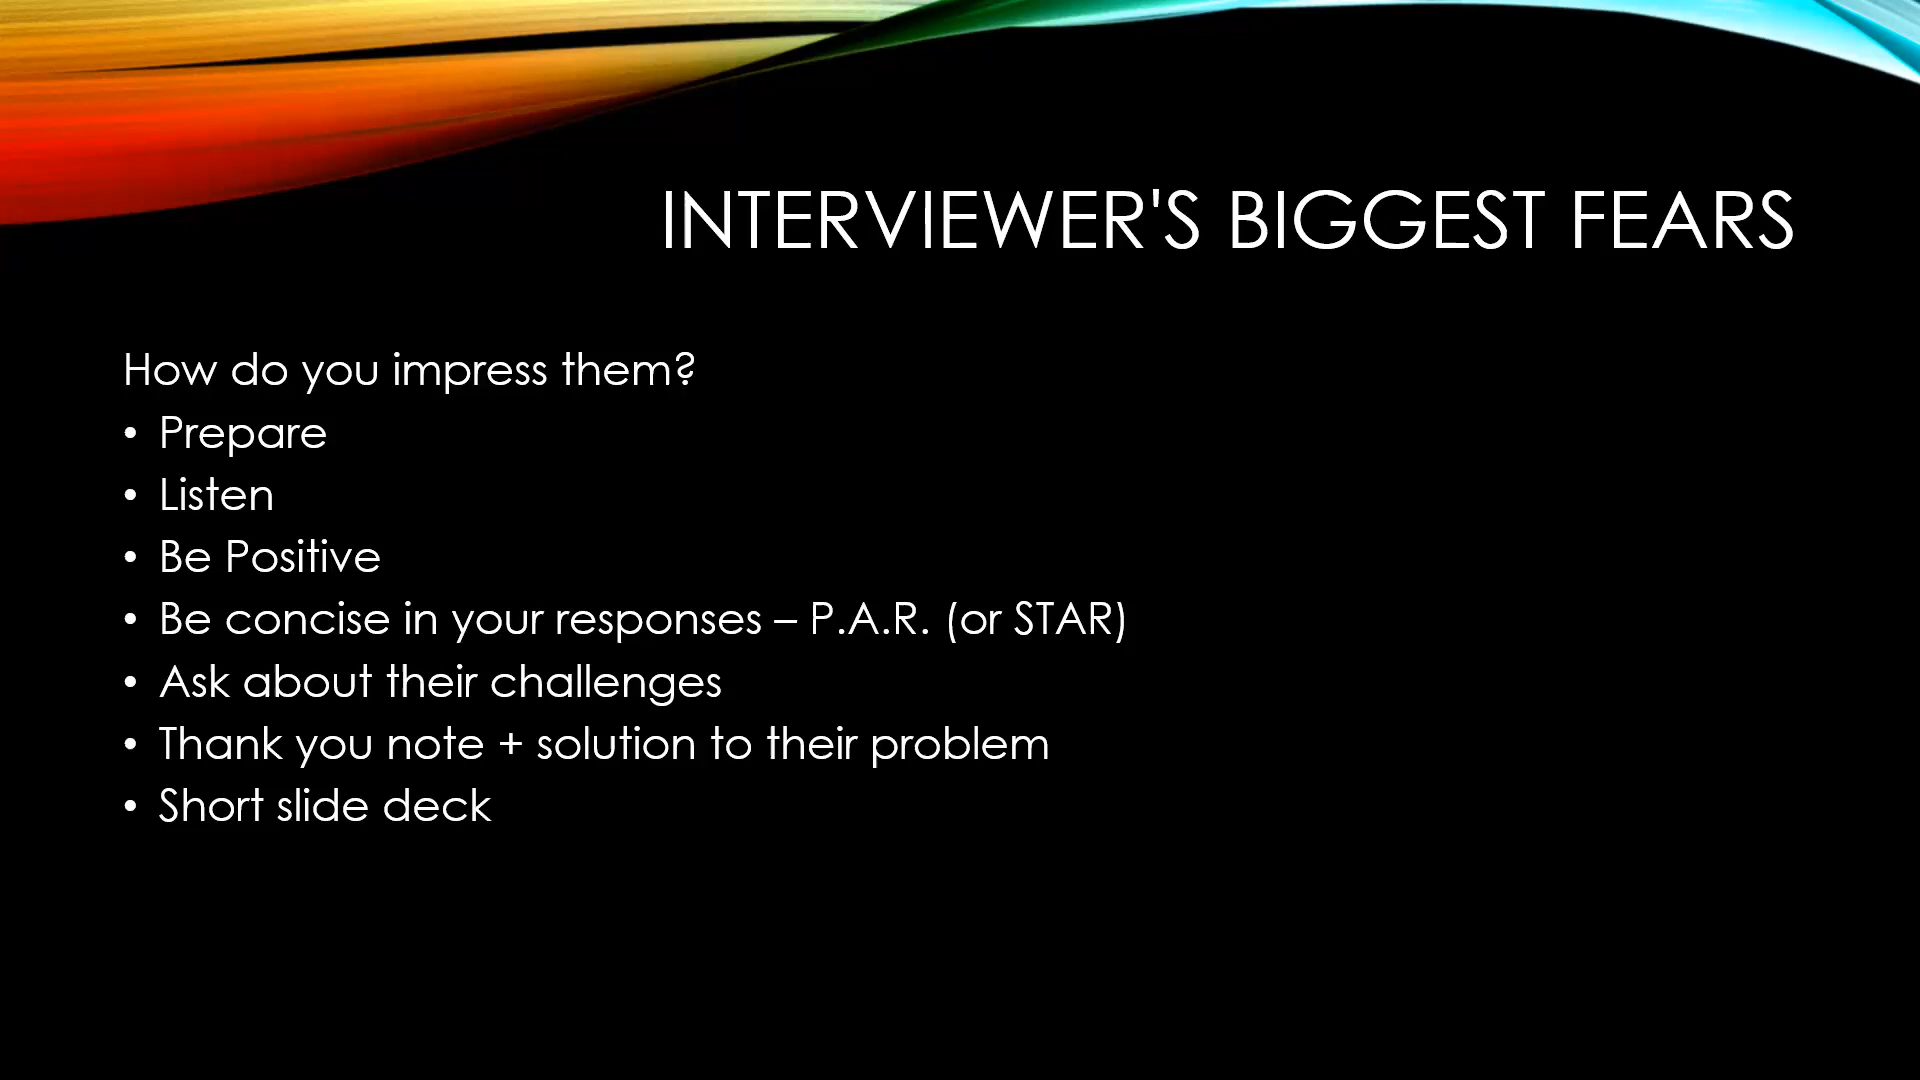 INTERVIEWER'S BIGGEST FEARS
How do you impress them?
• Prepare
• Listen
• Be Positive
• Be concise in your responses – P.A.R. (or STAR)
• Ask about their challenges
• Thank you note + solution to their problem
• Short slide deck